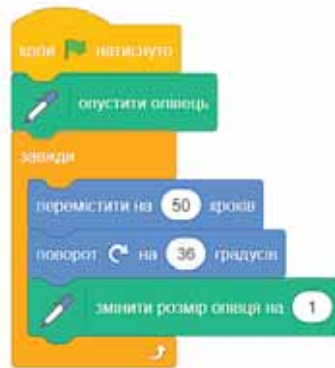 коли натиснуто
опустити олівець
завжди
перемістити на 50 кроків
поворот на 36 градусів
змінити розмір олівця на 1